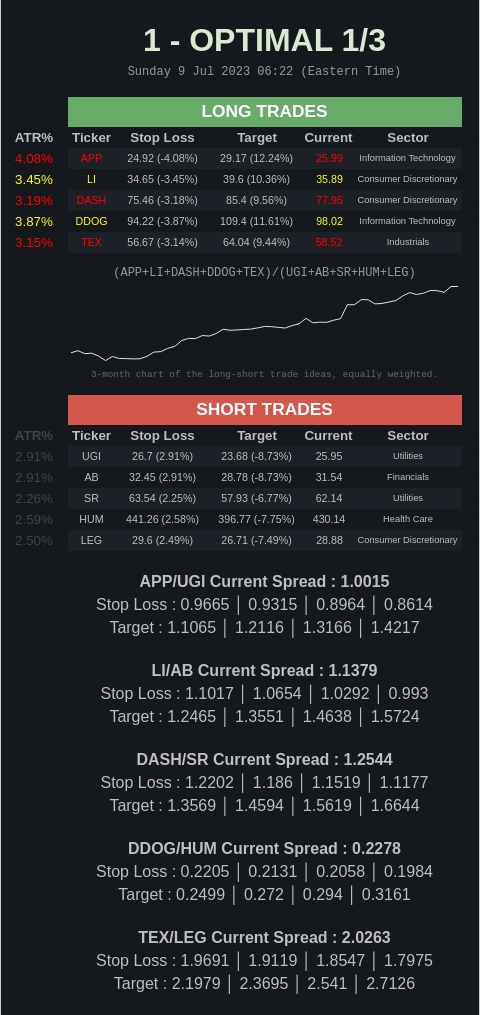 1 - OPTIMAL 1/3
Sunday 9 Jul 2023 06:22 (Eastern Time)
LONG TRADES
ATR% Ticker Stop Loss Target Current Sector
4.08% APP 24.92 (-4.08%) 29.17 (12.24%) 25.99 Information Technology
3.45% LI 34.65 (-3.45%) 39.6 (10.36%) 35.89 Consumer Discretionary
3.19% DASH 75.46 (-3.18%) 85.4 (9.56%) 77.95 Consumer Discretionary
3.87% DDOG 94.22 (-3.87%) 109.4 (11.61%) 98.02 Information Technology
3.15% TEX 56.67 (-3.14%) 64.04 (9.44%) 58.52 Industrials
(APP+LI+DASH+DDOG+TEX)/(UGI+AB+SR+HUM+LEG)
3-month chart of the long-short trade ideas, equally weighted.
SHORT TRADES
ATR% Ticker Stop Loss Target Current Sector
2.91% UGI 26.7 (2.91%) 23.68 (-8.73%) 25.95 Utilities
2.91% AB 32.45 (2.91%) 28.78 (-8.73%) 31.54 Financials
2.26% SR 63.54 (2.25%) 57.93 (-6.77%) 62.14 Utilities
2.59% HUM 441.26 (2.58%) 396.77 (-7.75%) 430.14 Health Care
2.50% LEG 29.6 (2.49%) 26.71 (-7.49%) 28.88 Consumer Discretionary
APP/UGI Current Spread : 1.0015
Stop Loss : 0.9665 │ 0.9315 │ 0.8964 │ 0.8614
Target : 1.1065 │ 1.2116 │ 1.3166 │ 1.4217
LI/AB Current Spread : 1.1379
Stop Loss : 1.1017 │ 1.0654 │ 1.0292 │ 0.993
Target : 1.2465 │ 1.3551 │ 1.4638 │ 1.5724
DASH/SR Current Spread : 1.2544
Stop Loss : 1.2202 │ 1.186 │ 1.1519 │ 1.1177
Target : 1.3569 │ 1.4594 │ 1.5619 │ 1.6644
DDOG/HUM Current Spread : 0.2278
Stop Loss : 0.2205 │ 0.2131 │ 0.2058 │ 0.1984
Target : 0.2499 │ 0.272 │ 0.294 │ 0.3161
TEX/LEG Current Spread : 2.0263
Stop Loss : 1.9691 │ 1.9119 │ 1.8547 │ 1.7975
Target : 2.1979 │ 2.3695 │ 2.541 │ 2.7126